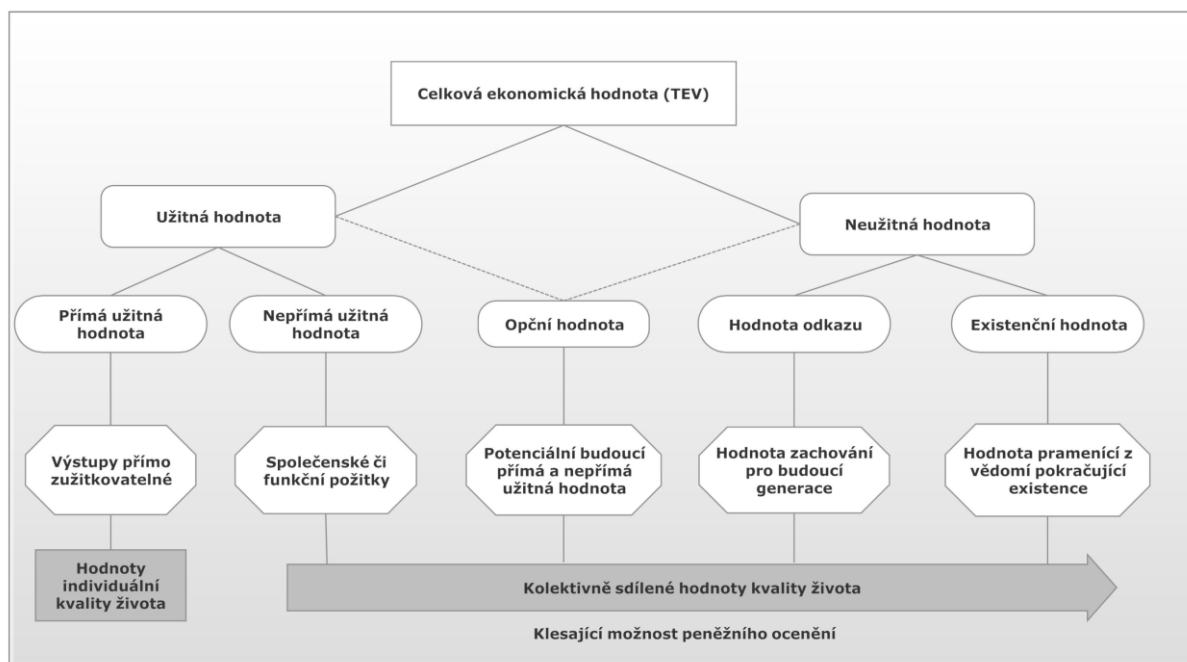 Celková ekonomická hodnota (TEV)
Užitná hodnota
Neužitná hodnota
Přímá užitná
hodnota
Nepřímá užitná
hodnota
Opční hodnota
Hodnota odkazu
Existenční hodnota
Výstupy přímo
zužitkovatelné
Společenské či
funkční požitky
Potenciální budoucí
přímá a nepřímá
užitná hodnota
Hodnota zachování
pro budoucí
generace
Hodnota pramenící z
vědomí pokračující
existence
Hodnoty
individuální
kvality života
Kolektivně sdílené hodnoty kvality života
Klesající možnost peněžního ocenění